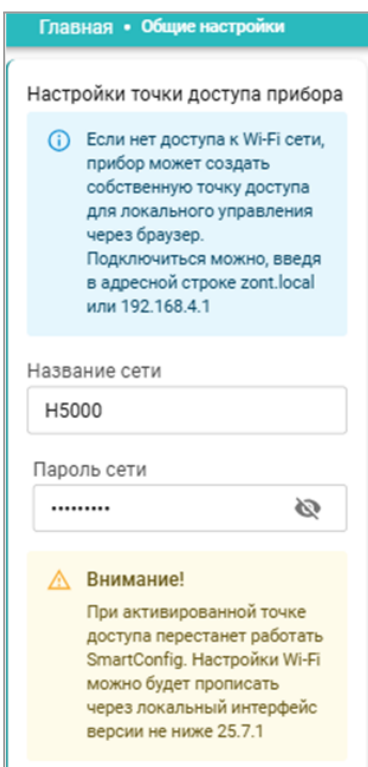 Главная • Общие настройки
Настройки точки доступа прибора
Если нет доступа к Wi-Fi сети,
прибор может создать
собственную точку доступа
для локального управления
через браузер.
Подключиться можно, введя
в адресной строке zont.local
или 192.168.4.1
Название сети
H5000
Пароль сети
•••••••••
Внимание!
При активированной точке
доступа перестанет работать
SmartConfig. Настройки Wi-Fi
можно будет прописать
через локальный интерфейс
версии не ниже 25.7.1